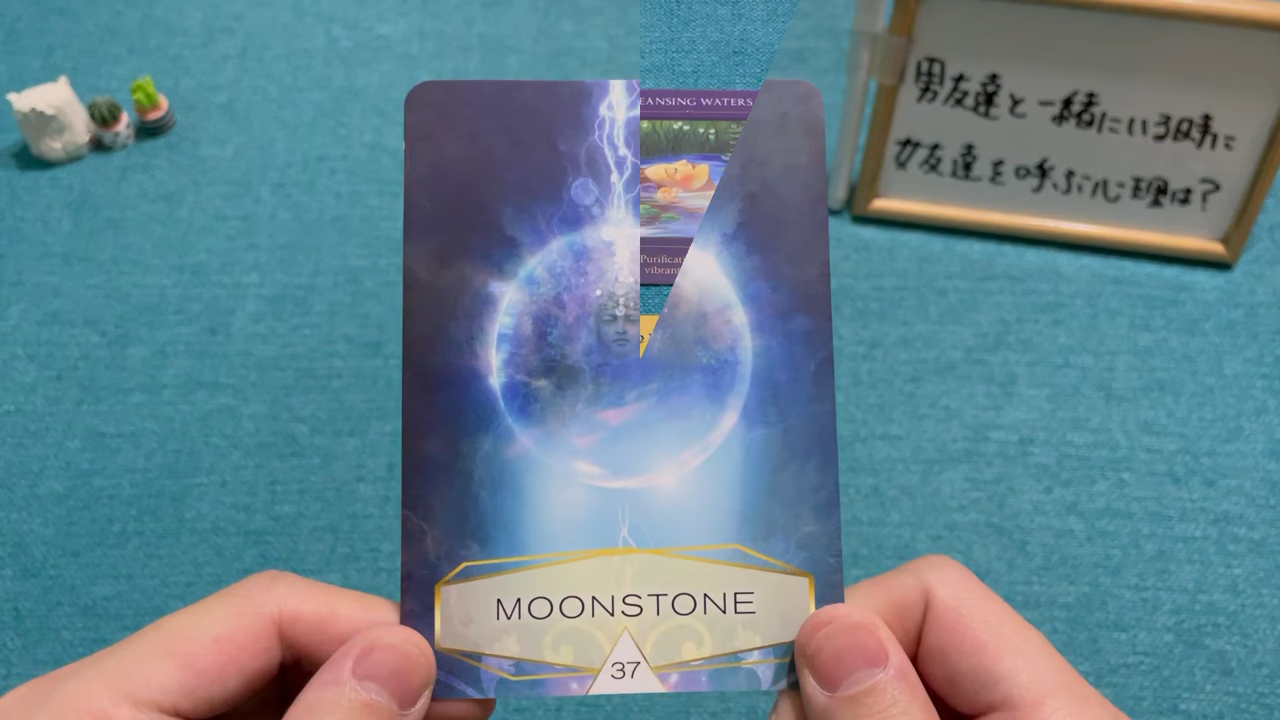 EANSING WATERS
Purificat
vibrant
男友達と一緒にいる時に
女友達を呼ぶ心理は?
MOONSTONE
37